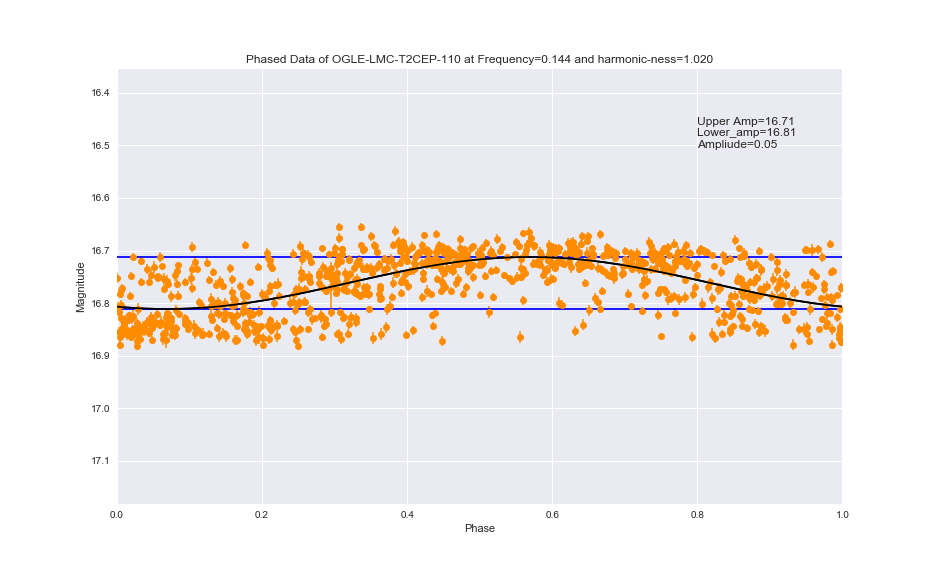 Phased Data of OGLE-LMC-T2CEP-110 at Frequency=0.144 and harmonic-ness=1.020
Upper Amp=16.71
Lower_amp=16.81
Ampliude=0.05
Magnitude
16.4
16.5
16.6
16.7
16.8
16.9
17.0
17.1
0.0 0.2 0.4 0.6 0.8 1.0
Phase